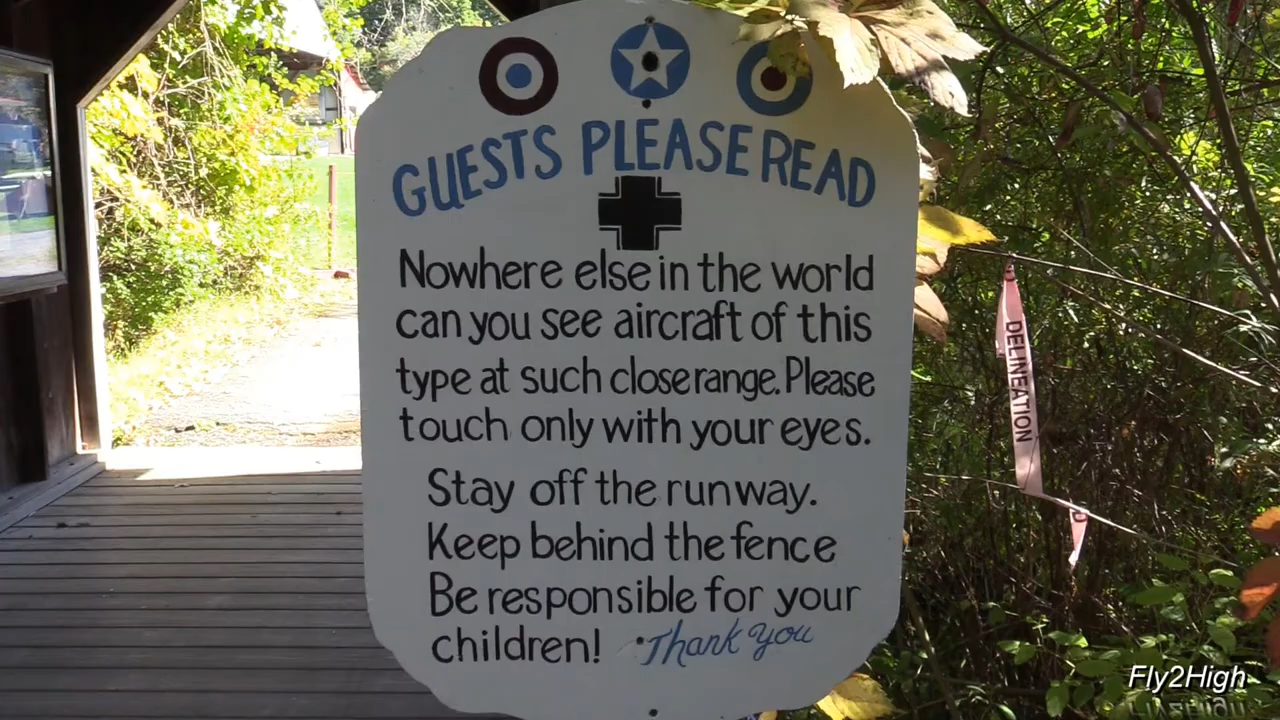 GUESTS PLEASE READ
Nowhere else in the world
can you see aircraft of this
type at such close range. Please
touch only with your eyes.
Stay off the runway.
Keep behind the fence
Be responsible for your
children! Thank you
DELINEATION
Fly2High